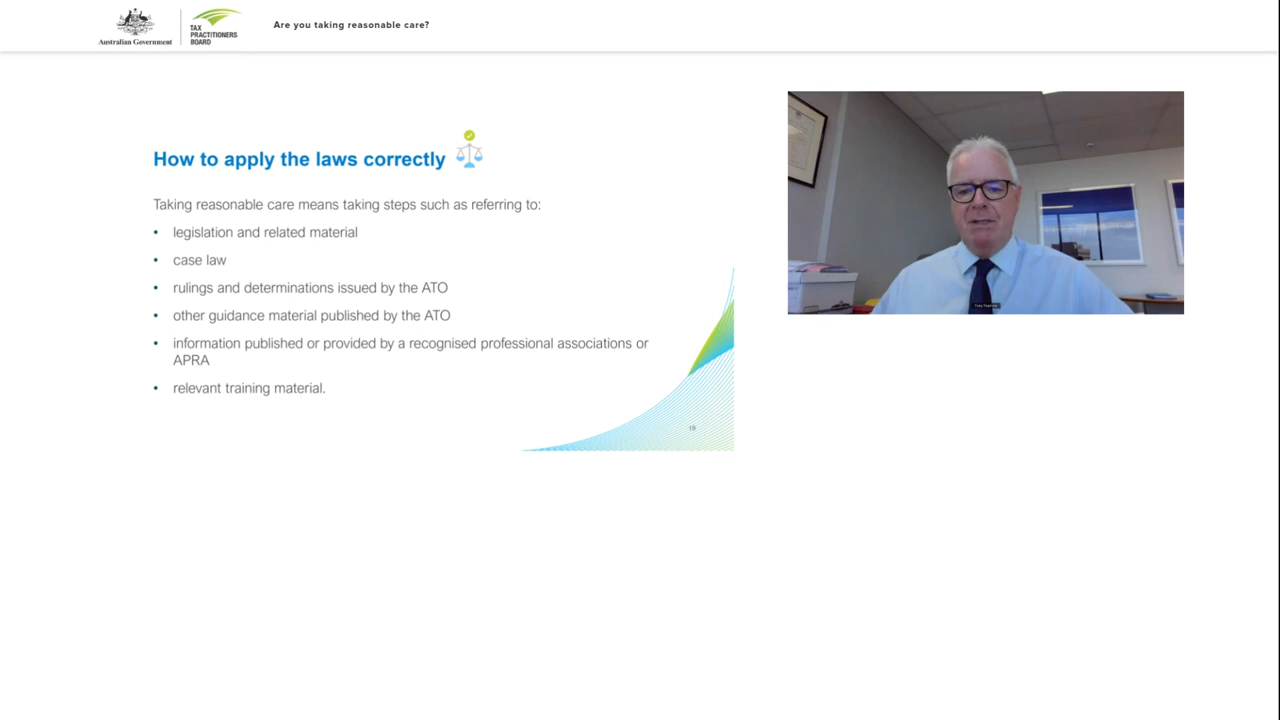 Australian Government
TAX
PRACTITIONERS
BOARD
Are you taking reasonable care?
How to apply the laws correctly
Taking reasonable care means taking steps such as referring to:
• legislation and related material
• case law
• rulings and determinations issued by the ATO
• other guidance material published by the ATO
• information published or provided by a recognised professional associations or
APRA
• relevant training material.